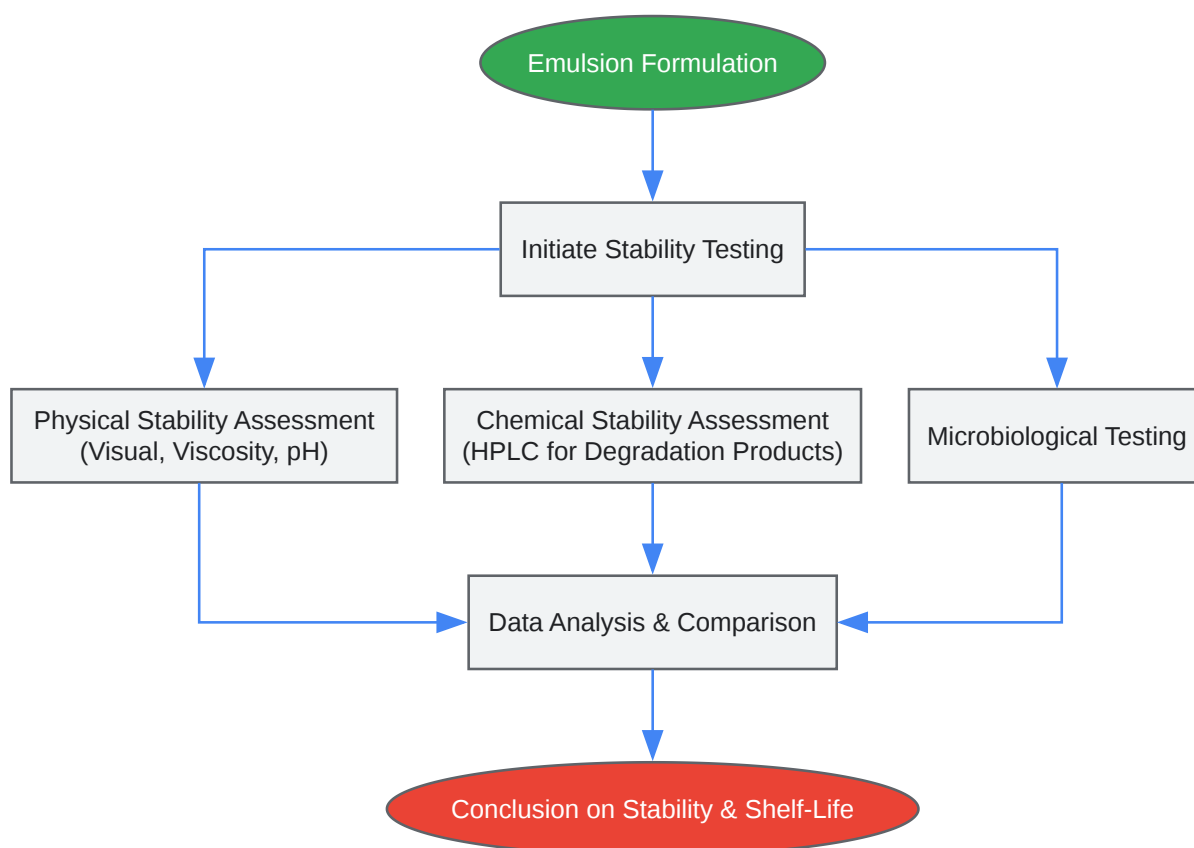 Emulsion Formulation
Initiate Stability Testing
Physical Stability Assessment
(Visual, Viscosity, pH)
Chemical Stability Assessment
(HPLC for Degradation Products)
Microbiological Testing
Data Analysis & Comparison
Conclusion on Stability & Shelf-Life